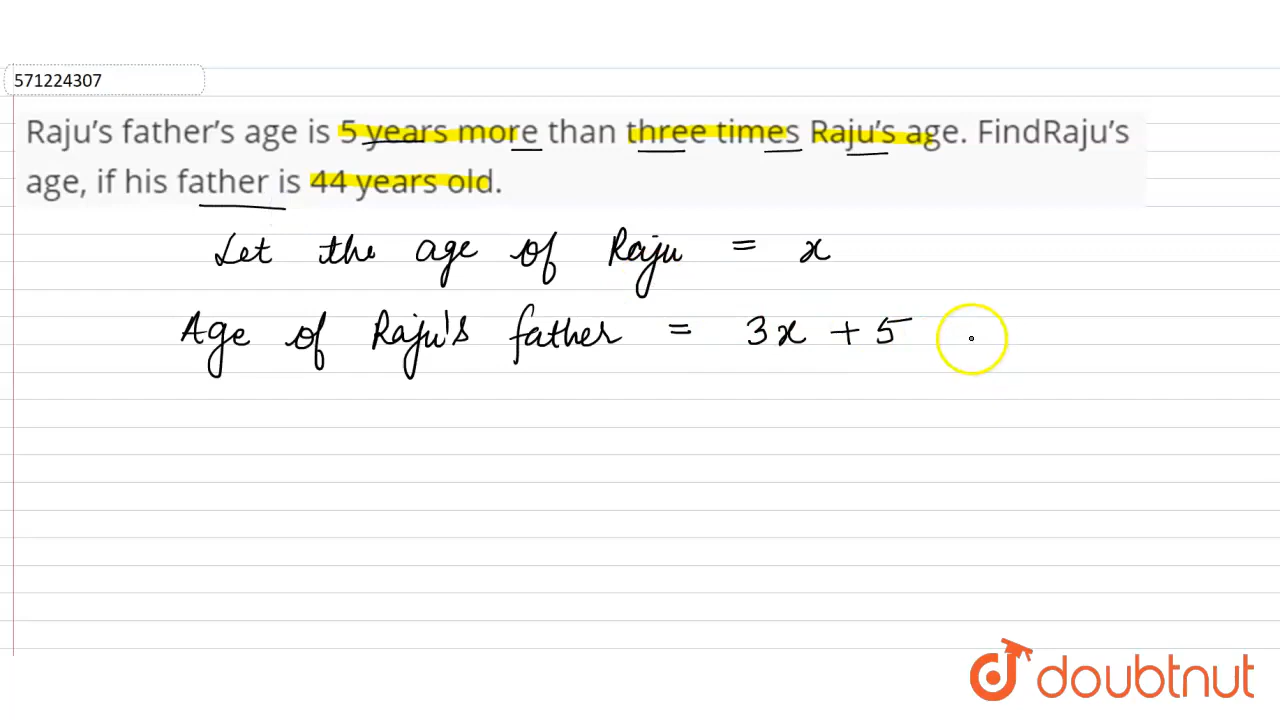 571224307
Raju’s father’s age is 5 years more than three times Raju’s age. FindRaju’s
age, if his father is 44 years old.
Let the age of Raju = x
Age of Raju's father = 3x + 5
doubtnut